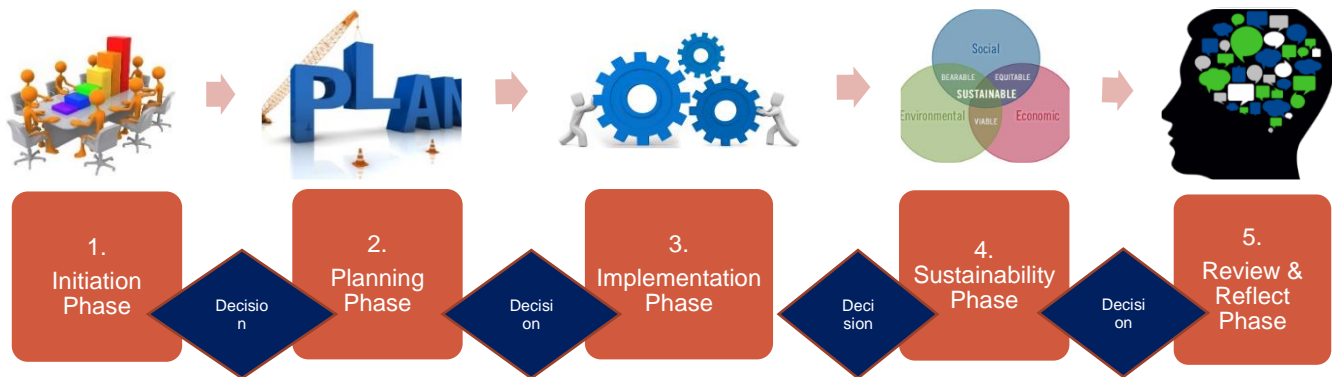 PLAN
Social
BEARABLE
EQUITABLE
SUSTAINABLE
Environmental
Economic
VIABLE
1.
Initiation
Phase
Decisio
n
2.
Planning
Phase
Decisi
on
3.
Implementation
Phase
Deci
sion
4.
Sustainability
Phase
Decisi
on
5.
Review &
Reflect
Phase